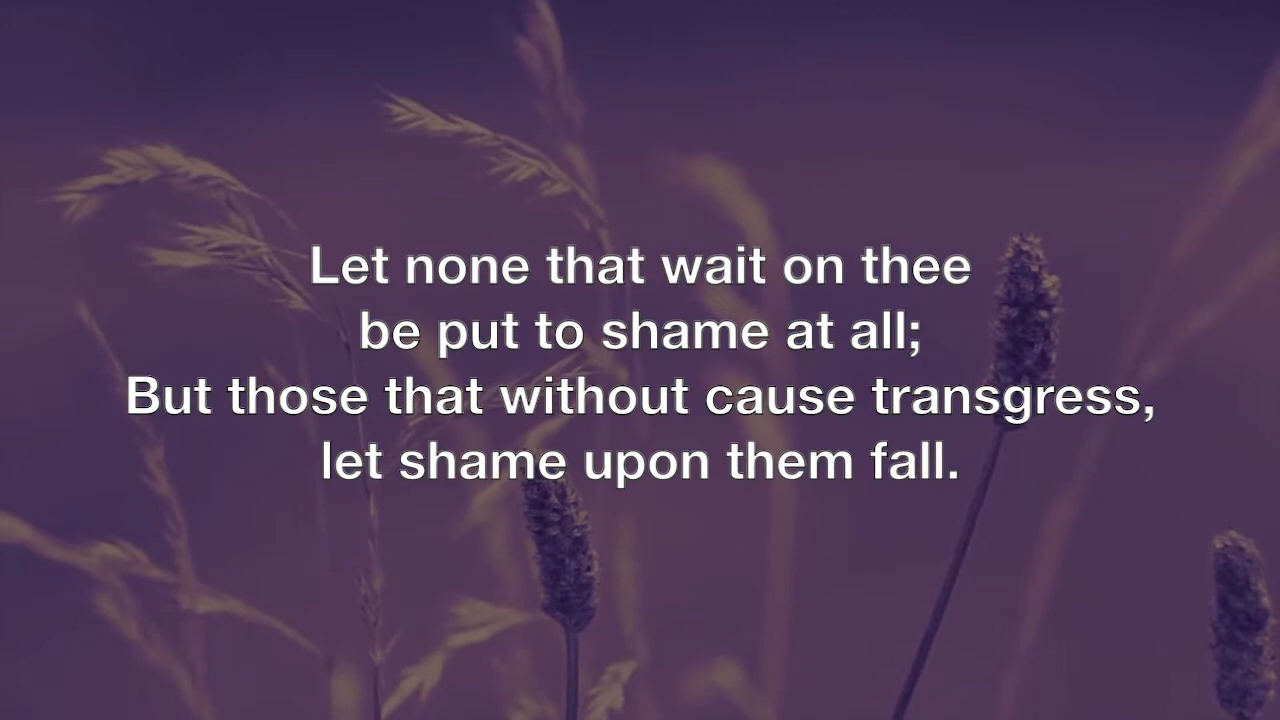 Let none that wait on thee
be put to shame at all;
But those that without cause transgress,
let shame upon them fall.